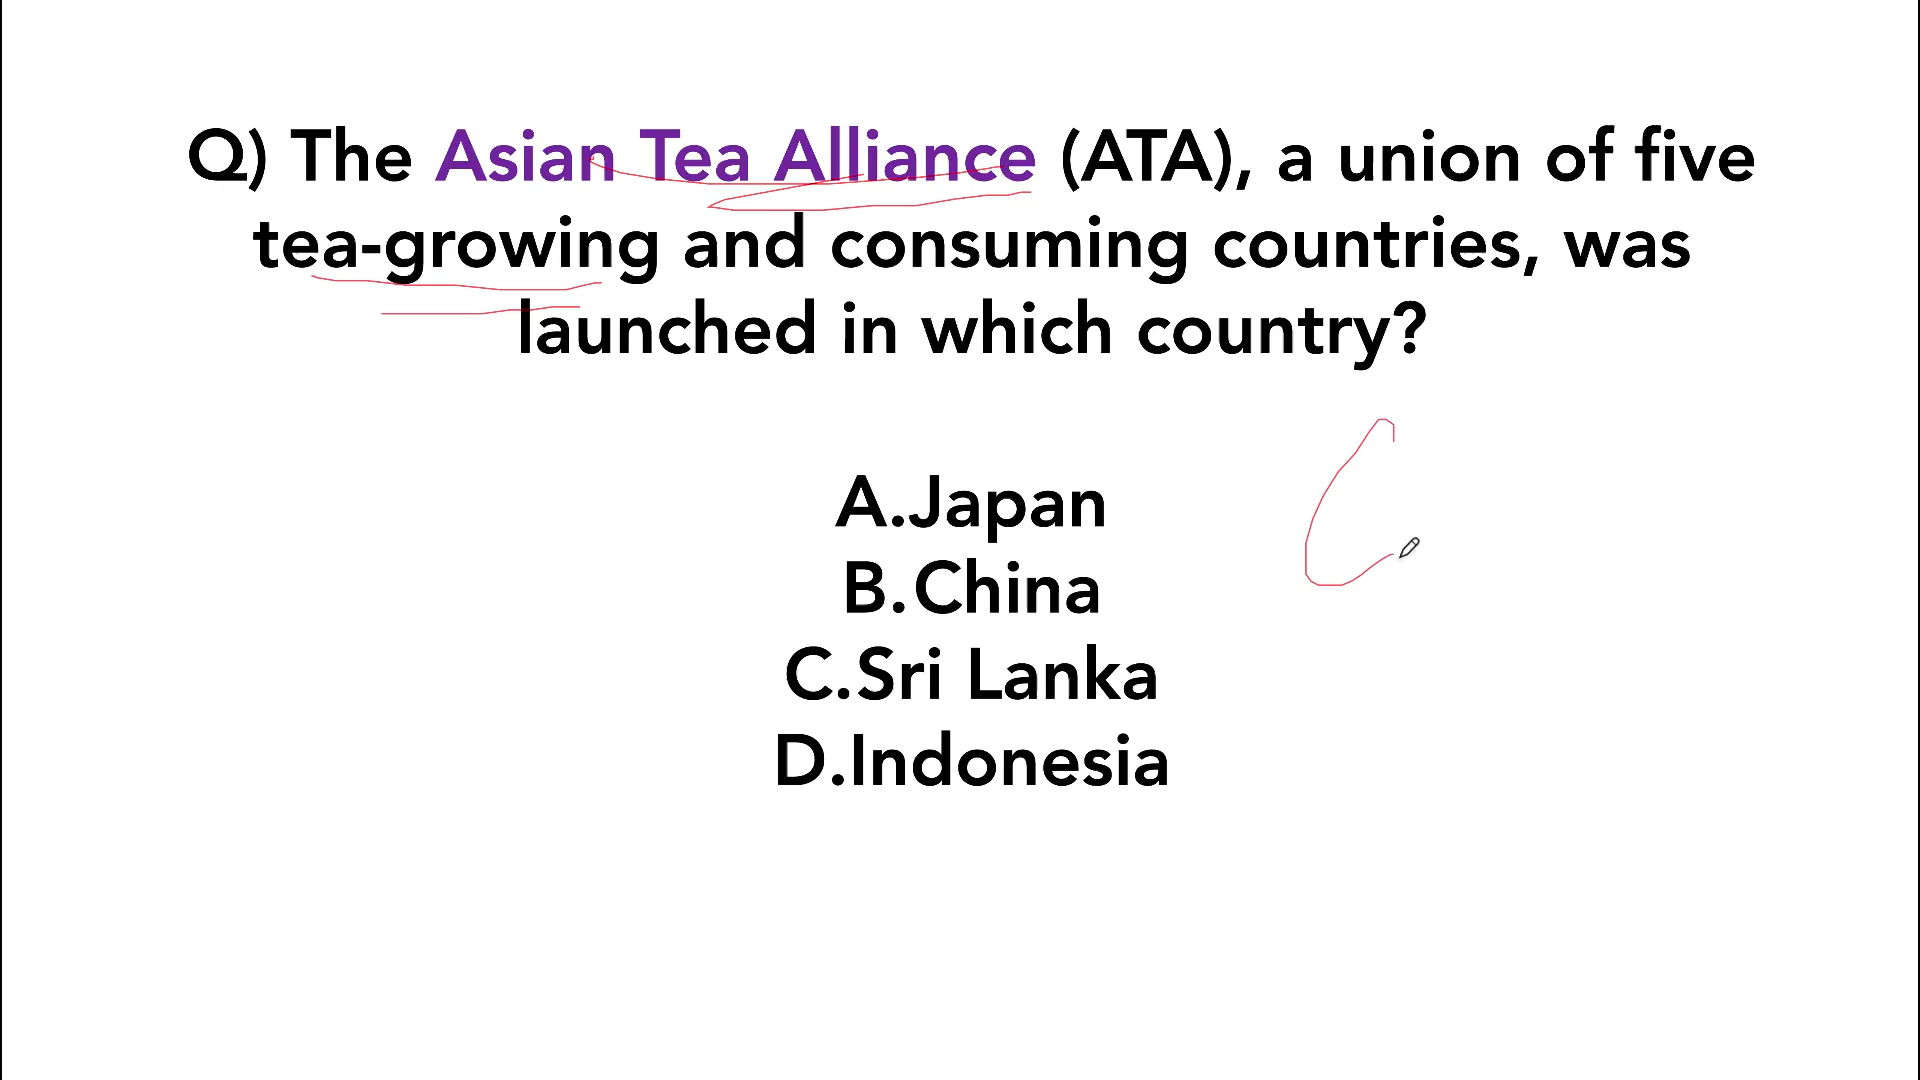 Q) The Asian Tea Alliance (ATA), a union of five
tea-growing and consuming countries, was
launched in which country?
A.Japan
B.China
C.Sri Lanka
D.Indonesia